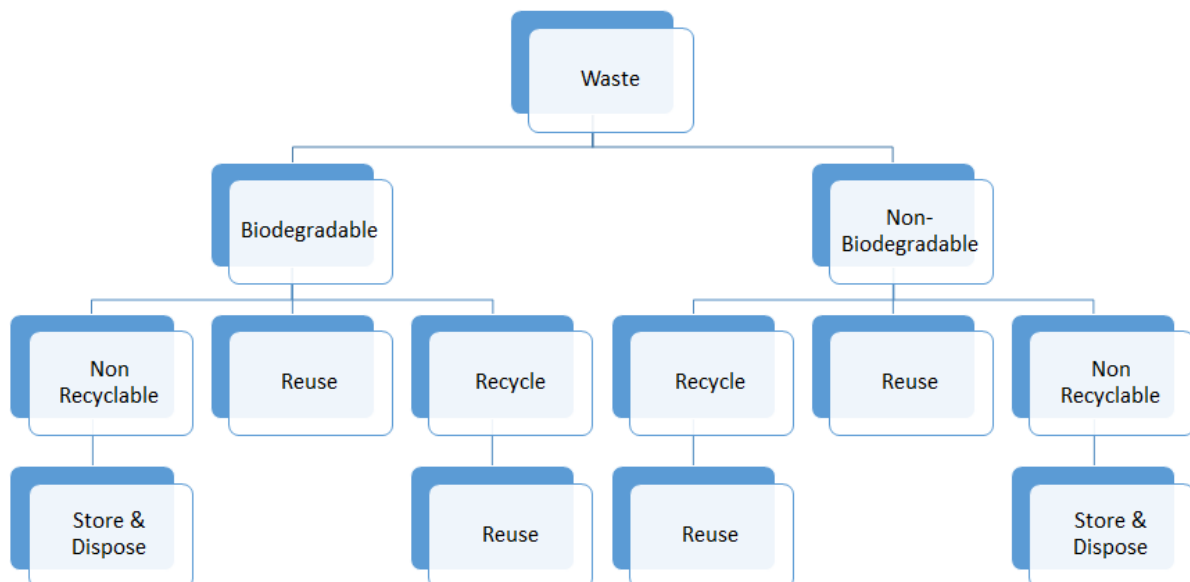 Waste
Biodegradable
Non-
Biodegradable
Non
Recyclable
Reuse
Recycle
Recycle
Reuse
Non
Recyclable
Store &
Dispose
Reuse
Reuse
Store &
Dispose